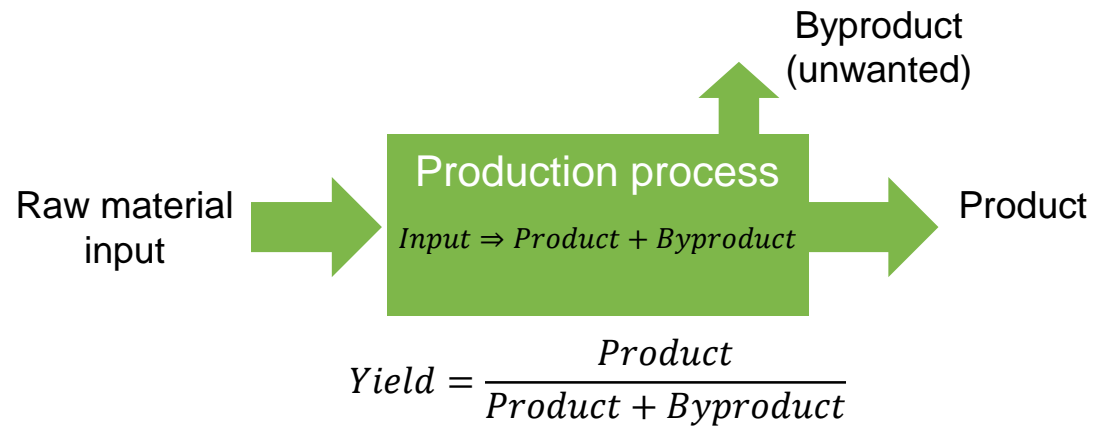 Byproduct
(unwanted)
Production process
Raw material
input
Input ⇒ Product + Byproduct
Product
Yield = Product / Product + Byproduct